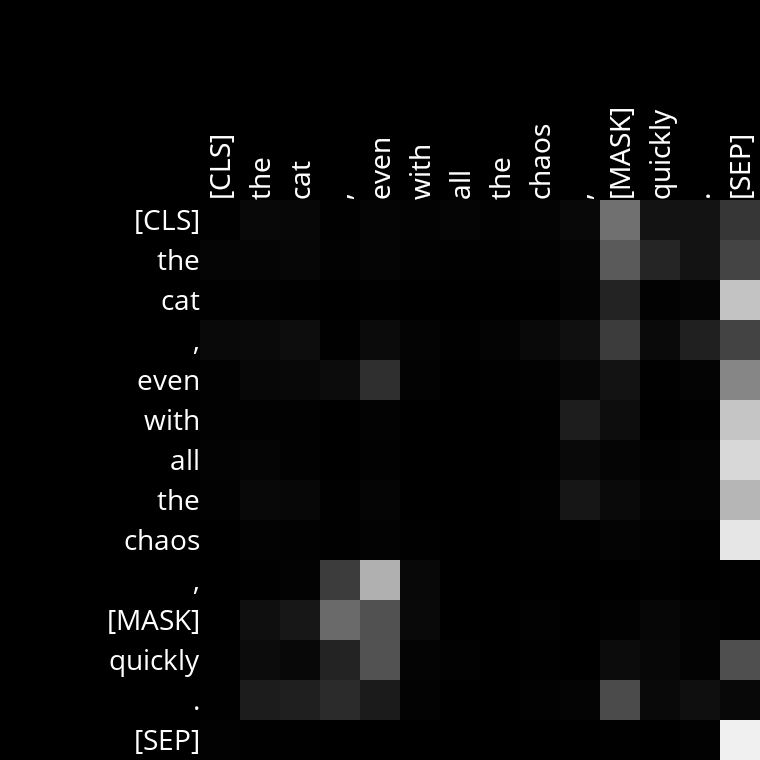 [CLS] the cat , even with all the chaos , [MASK] quickly . [SEP]
[CLS]
the
cat
,
even
with
all
the
chaos
,
[MASK]
quickly
.
[SEP]